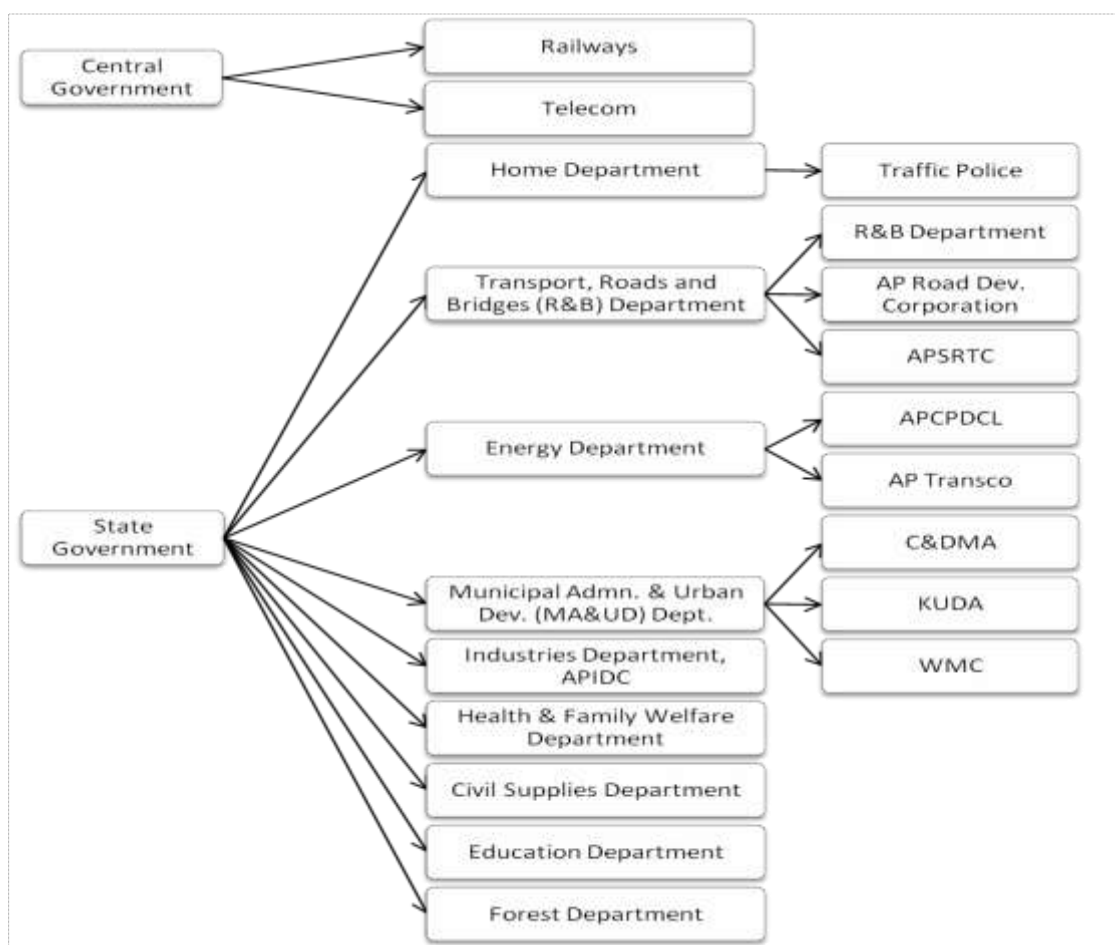 Central
Government
Railways
Telecom
State
Government
Home Department
Traffic Police
Transport, Roads and
Bridges (R&B) Department
R&B Department
AP Road Dev.
Corporation
APSRTC
Energy Department
APCPDCL
AP Transco
Municipal Admn. & Urban
Dev. (MA&UD) Dept.
C&DMA
KUDA
WMC
Industries Department,
APIDC
Health & Family Welfare
Department
Civil Supplies Department
Education Department
Forest Department